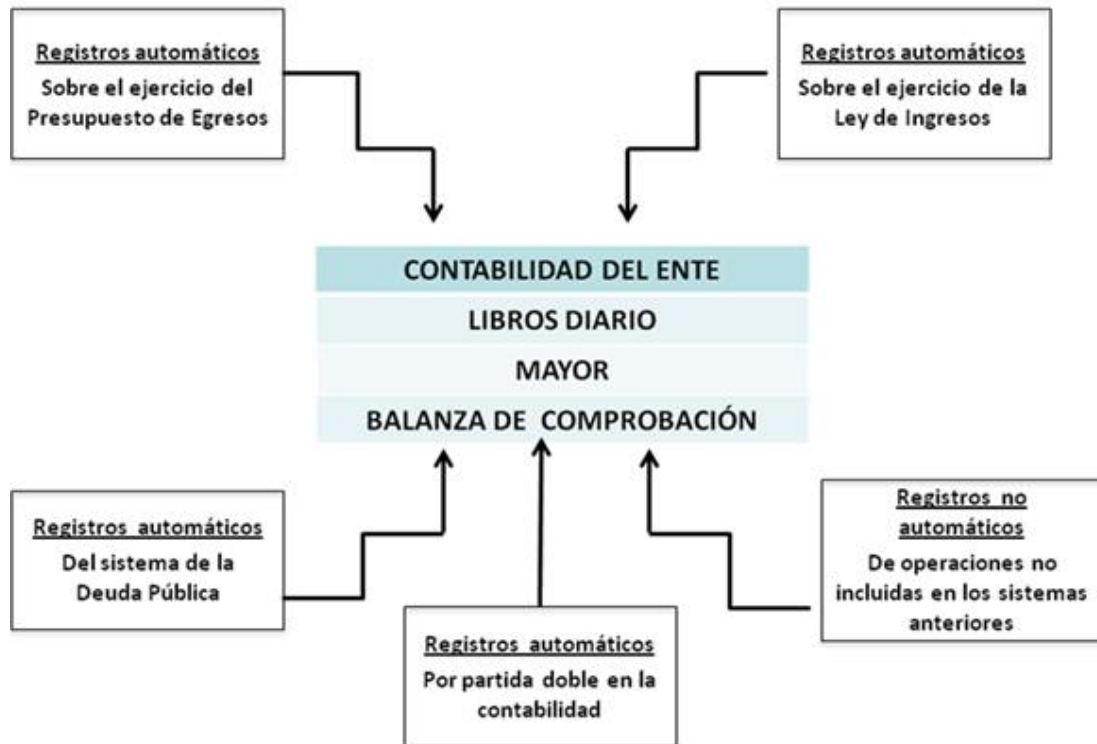 Registros automáticos
Sobre el ejercicio del
Presupuesto de Egresos
Registros automáticos
Sobre el ejercicio de la
Ley de Ingresos
CONTABILIDAD DEL ENTE
LIBROS DIARIO
MAYOR
BALANZA DE COMPROBACIÓN
Registros automáticos
Del sistema de la
Deuda Pública
Registros automáticos
Por partida doble en la
contabilidad
Registros no
automáticos
De operaciones no
incluidas en los sistemas
anteriores